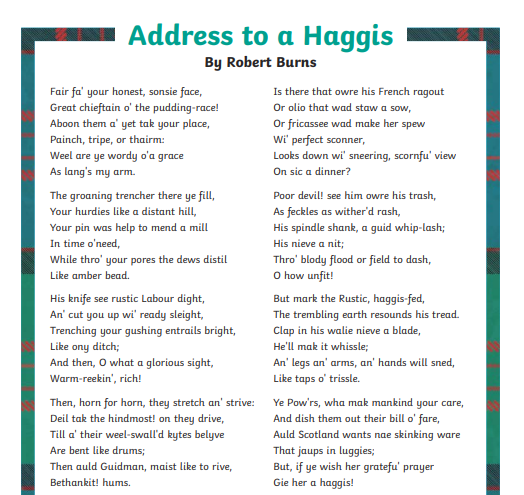 Address to a Haggis
By Robert Burns
Fair fa' your honest, sonsie face,
Great chieftain o' the pudding-race!
Aboon them a' yet tak your place,
Painch, tripe, or thairm:
Weel are ye wordy o'a grace
As lang's my arm.
The groaning trencher there ye fill,
Your hurdies like a distant hill,
Your pin was help to mend a mill
In time o'need,
While thro' your pores the dews distil
Like amber bead.
His knife see rustic Labour dight,
An' cut you up wi' ready sleight,
Trenching your gushing entrails bright,
Like ony ditch;
And then, O what a glorious sight,
Warm-reekin', rich!
Then, horn for horn, they stretch an' strive:
Deil tak the hindmost! on they drive,
Till a' their weel-swall'd kytes belyve
Are bent like drums;
Then auld Guidman, maist like to rive,
Bethankit! hums.
Is there that owre his French ragout
Or olio that wad staw a sow,
Or fricassee wad make her spew
Wi' perfect sconner,
Looks down wi' sneering, scornfu' view
On sic a dinner?
Poor devil! see him owre his trash,
As feckles as wither'd rash,
His spindle shank, a guid whip-lash;
His nieve a nit;
Thro' blody flood or field to dash,
O how unfit!
But mark the Rustic, haggis-fed,
The trembling earth resounds his tread.
Clap in his walie nieve a blade,
He'll mak it whissle;
An' legs an' arms, an' hands will sned,
Like taps o' trissle.
Ye Pow'rs, wha mak mankind your care,
And dish them out their bill o' fare,
Auld Scotland wants nae skinking ware
That jaups in luggies;
But, if ye wish her gratefu' prayer
Gie her a haggis!